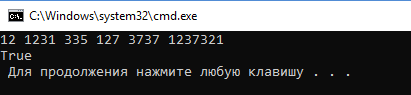 C:\Windows\system32\cmd.exe
12 1231 335 127 3737 1237321
True
Для продолжения нажмите любую клавишу . . .